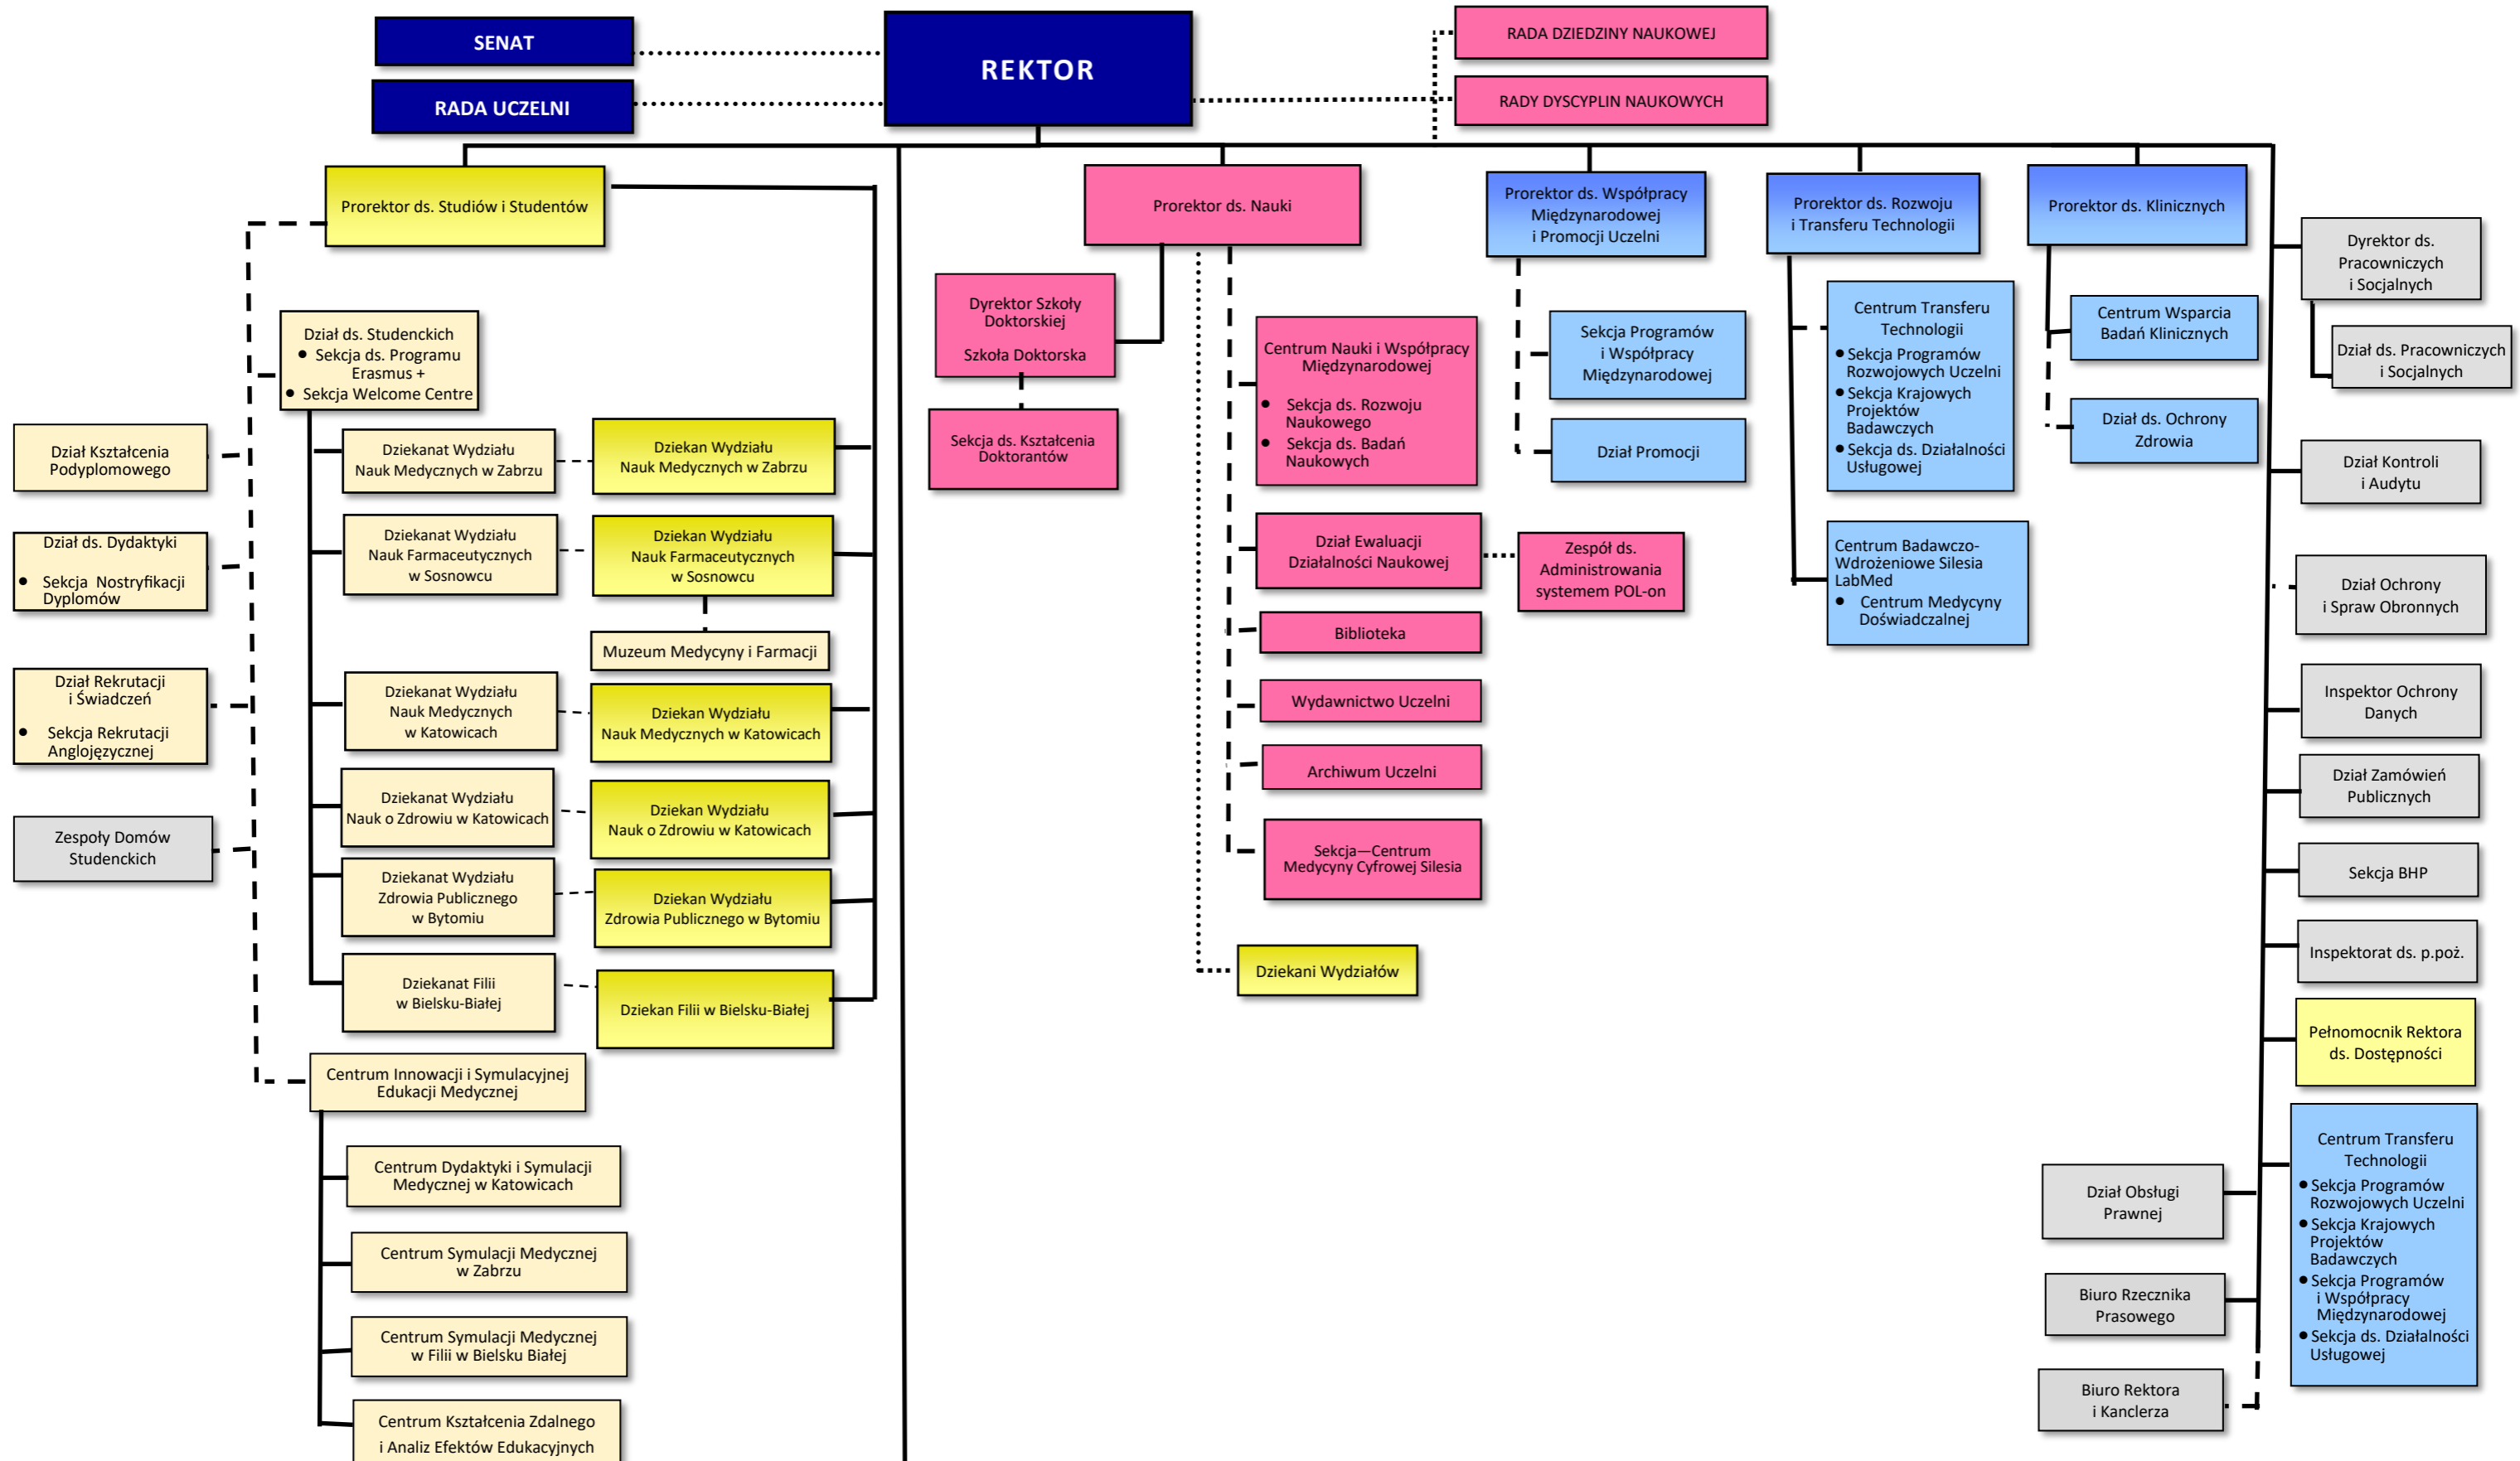 SENAT
RADA UCZELNI
REKTOR
RADA DZIEDZINY NAUKOWEJ
RADY DYSCYPLIN NAUKOWYCH
Prorektor ds. Studiów i Studentów
Prorektor ds. Nauki
Prorektor ds. Współpracy
Międzynarodowej
i Promocji Uczelni
Prorektor ds. Rozwoju
i Transferu Technologii
Prorektor ds. Klinicznych
Dział ds. Studenckich
● Sekcja ds. Programu
Erasmus +
● Sekcja Welcome Centre
Dział Kształcenia
Podyplomowego
Dział ds. Dydaktyki
● Sekcja Nostryfikacji
Dyplomów
Dział Rekrutacji
i Świadczeń
● Sekcja Rekrutacji
Anglojęzycznej
Zespoły Domów
Studenckich
Dziekanat Wydziału
Nauk Medycznych w Zabrzu
Dziekan Wydziału
Nauk Medycznych w Zabrzu
Dziekanat Wydziału
Nauk Farmaceutycznych
w Sosnowcu
Dziekan Wydziału
Nauk Farmaceutycznych
w Sosnowcu
Muzeum Medycyny i Farmacji
Dziekanat Wydziału
Nauk Medycznych
w Katowicach
Dziekan Wydziału
Nauk Medycznych w Katowicach
Dziekanat Wydziału
Nauk o Zdrowiu w Katowicach
Dziekan Wydziału
Nauk o Zdrowiu w Katowicach
Dziekanat Wydziału
Zdrowia Publicznego
w Bytomiu
Dziekan Wydziału
Zdrowia Publicznego w Bytomiu
Dziekanat Filii
w Bielsku-Białej
Dziekan Filii w Bielsku-Białej
Centrum Innowacji i Symulacyjnej
Edukacji Medycznej
Centrum Dydaktyki i Symulacji
Medycznej w Katowicach
Centrum Symulacji Medycznej
w Zabrzu
Centrum Symulacji Medycznej
w Filii w Bielsku Białej
Centrum Kształcenia Zdalnego
i Analiz Efektów Edukacyjnych
Dyrektor Szkoły
Doktorskiej
Szkoła Doktorska
Sekcja ds. Kształcenia
Doktorantów
Centrum Nauki i Współpracy
Międzynarodowej
● Sekcja ds. Rozwoju
Naukowego
● Sekcja ds. Badań
Naukowych
Dział Ewaluacji
Działalności Naukowej
Zespół ds.
Administrowania
systemem POL-on
Biblioteka
Wydawnictwo Uczelni
Archiwum Uczelni
Sekcja—Centrum
Medycyny Cyfrowej Silesia
Dziekani Wydziałów
Sekcja Programów
i Współpracy
Międzynarodowej
Dział Promocji
Centrum Transferu
Technologii
● Sekcja Programów
Rozwojowych Uczelni
● Sekcja Krajowych
Projektów
Badawczych
● Sekcja ds. Działalności
Usługowej
Centrum Badawczo-
Wdrożeniowe Silesia
LabMed
● Centrum Medycyny
Doświadczalnej
Centrum Wsparcia
Badań Klinicznych
Dział ds. Ochrony
Zdrowia
Dyrektor ds.
Pracowniczych
i Socjalnych
Dział ds. Pracowniczych
i Socjalnych
Dział Kontroli
i Audytu
Dział Ochrony
i Spraw Obronnych
Inspektor Ochrony
Danych
Dział Zamówień
Publicznych
Sekcja BHP
Inspektorat ds. p.poż.
Pełnomocnik Rektora
ds. Dostępności
Centrum Transferu
Technologii
● Sekcja Programów
Rozwojowych Uczelni
● Sekcja Krajowych
Projektów
Badawczych
● Sekcja Programów
i Współpracy
Międzynarodowej
● Sekcja ds. Działalności
Usługowej
Dział Obsługi
Prawnej
Biuro Rzecznika
Prasowego
Biuro Rektora
i Kanclerza